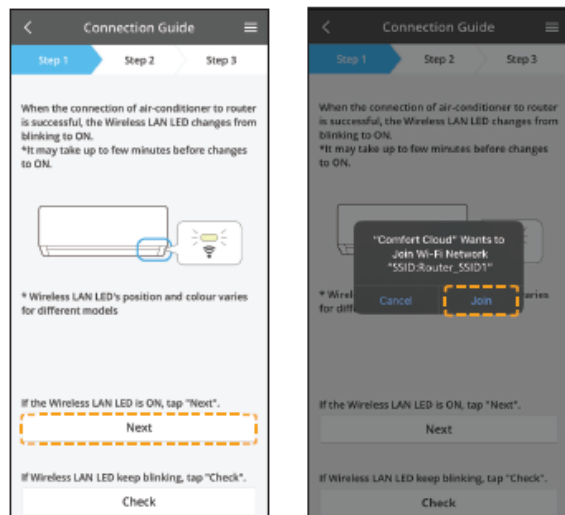 Connection Guide
Step 1
Step 2
Step 3
When the connection of air-conditioner to router
is successful, the Wireless LAN LED changes from
blinking to ON.
*It may take up to few minutes before changes
to ON.
* Wireless LAN LED's position and colour varies
for different models
If the Wireless LAN LED is ON, tap "Next".
Next
If Wireless LAN LED keep blinking, tap "Check".
Check
Connection Guide
Step 1
Step 2
Step 3
When the connection of air-conditioner to router
is successful, the Wireless LAN LED changes from
blinking to ON.
*It may take up to few minutes before changes
to ON.
"Comfort Cloud" Wants to
Join Wi-Fi Network
"SSID:Router_SSID1"
Cancel
Join
* Wirel
aries
for diff
If the Wireless LAN LED is ON, tap "Next".
Next
If Wireless LAN LED keep blinking, tap "Check".
Check